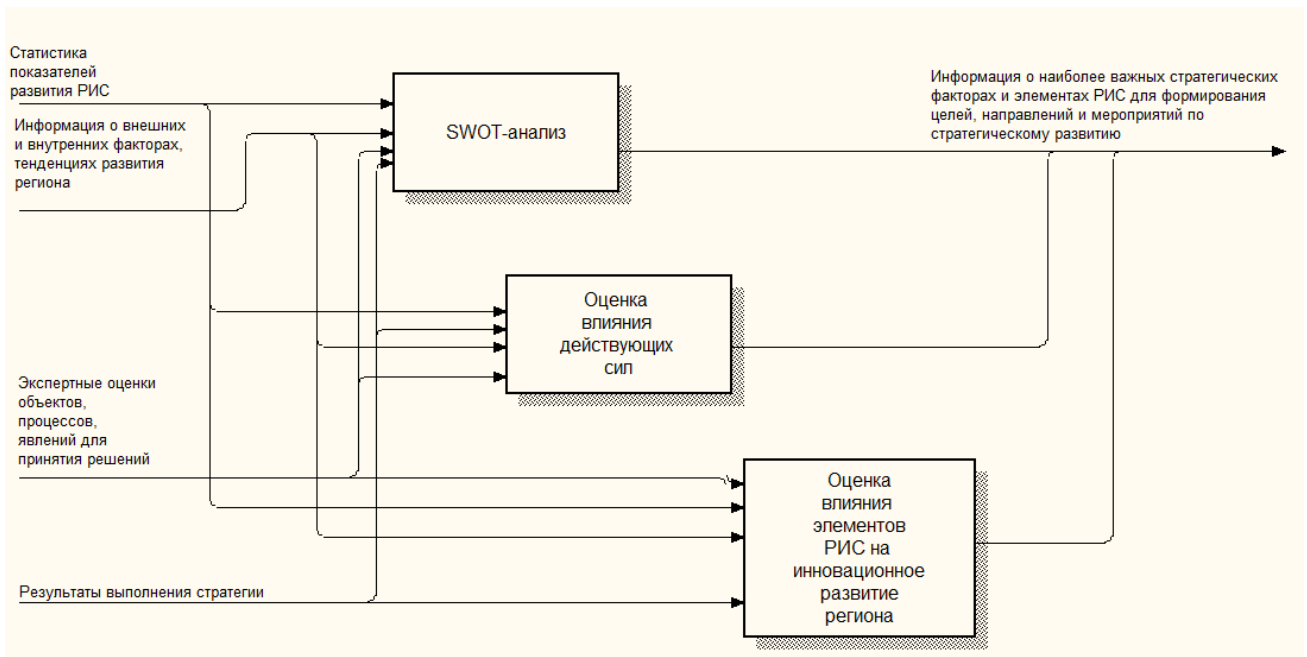 Статистика
показателей
развития РИС
Информация о внешних
и внутренних факторах,
тенденциях развития
региона
SWOT-анализ
Информация о наиболее важных стратегических
факторах и элементах РИС для формирования
целей, направлений и мероприятий по
стратегическому развитию
Оценка
влияния
действующих
сил
Экспертные оценки
объектов,
процессов,
явлений для
принятия решений
Оценка
влияния
элементов
РИС на
инновационное
развитие
региона
Результаты выполнения стратегии